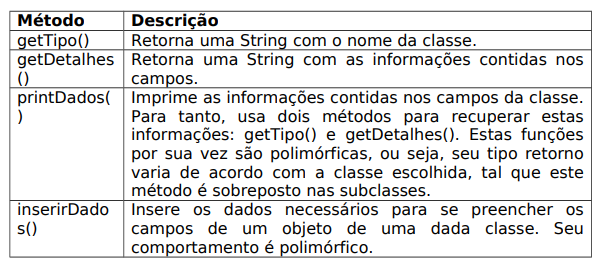 Método Descrição
getTipo() Retorna uma String com o nome da classe.
getDetalhes Retorna uma String com as informações contidas nos
() campos.
printDados( Imprime as informações contidas nos campos da classe.
) Para tanto, usa dois métodos para recuperar estas
informações: getTipo() e getDetalhes(). Estas funções
por sua vez são polimórficas, ou seja, seu tipo retorno
varia de acordo com a classe escolhida, tal que este
método é sobreposto nas subclasses.
inserirDado Insere os dados necessários para se preencher os
s() campos de um objeto de uma dada classe. Seu
comportamento é polimórfico.